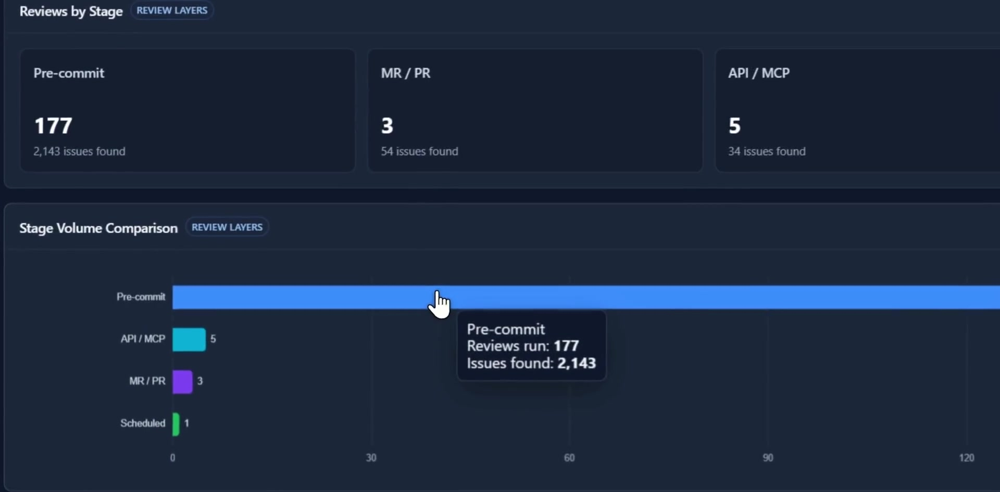 Reviews by Stage REVIEW LAYERS
Pre-commit
177
2,143 issues found
MR / PR
3
54 issues found
API / MCP
5
34 issues found
Stage Volume Comparison REVIEW LAYERS
Pre-commit
API / MCP 5
MR / PR 3
Scheduled 1
Pre-commit
Reviews run: 177
Issues found: 2,143
0 30 60 90 120